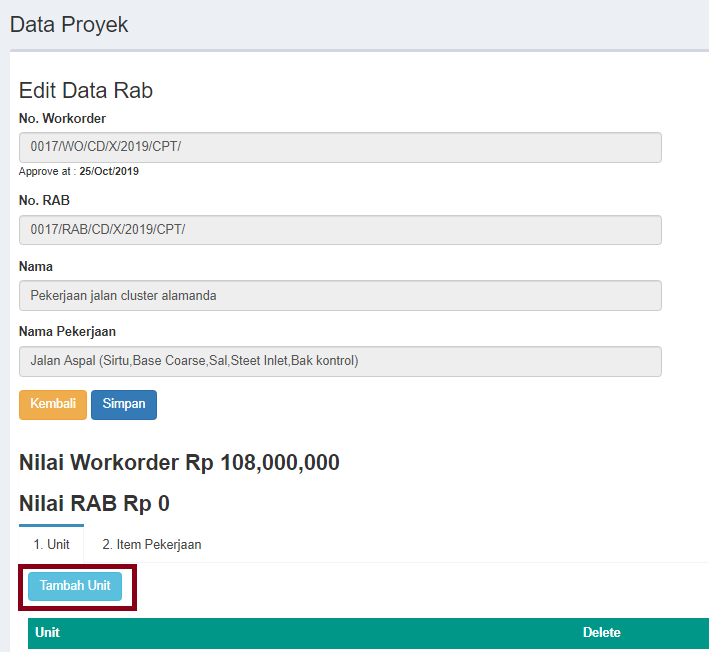 Data Proyek
Edit Data Rab
No. Workorder
0017/WO/CD/X/2019/CPT/
Approve at : 25/Oct/2019
No. RAB
0017/RAB/CD/X/2019/CPT/
Nama
Pekerjaan jalan cluster alamanda
Nama Pekerjaan
Jalan Aspal (Sirtu,Base Coarse,Sal,Steet Inlet,Bak kontrol)
Kembali Simpan
Nilai Workorder Rp 108,000,000
Nilai RAB Rp 0
1. Unit 2. Item Pekerjaan
Tambah Unit
Unit Delete